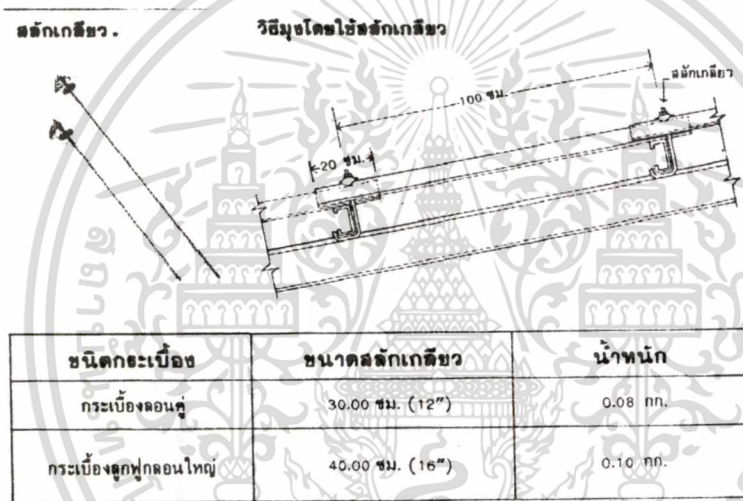 สลักเกลียว.
วิธีมุงโดยใช้สลักเกลียว
สลักเกลียว
100 ซม.
20 ซม.
ชนิดกระเบื้อง ขนาดสลักเกลียว น้ำหนัก
กระเบื้องลอนคู่ 30.00 ซม. (12") 0.08 กก.
กระเบื้องลูกฟูกลอนใหญ่ 40.00 ซม. (16") 0.10 กก.